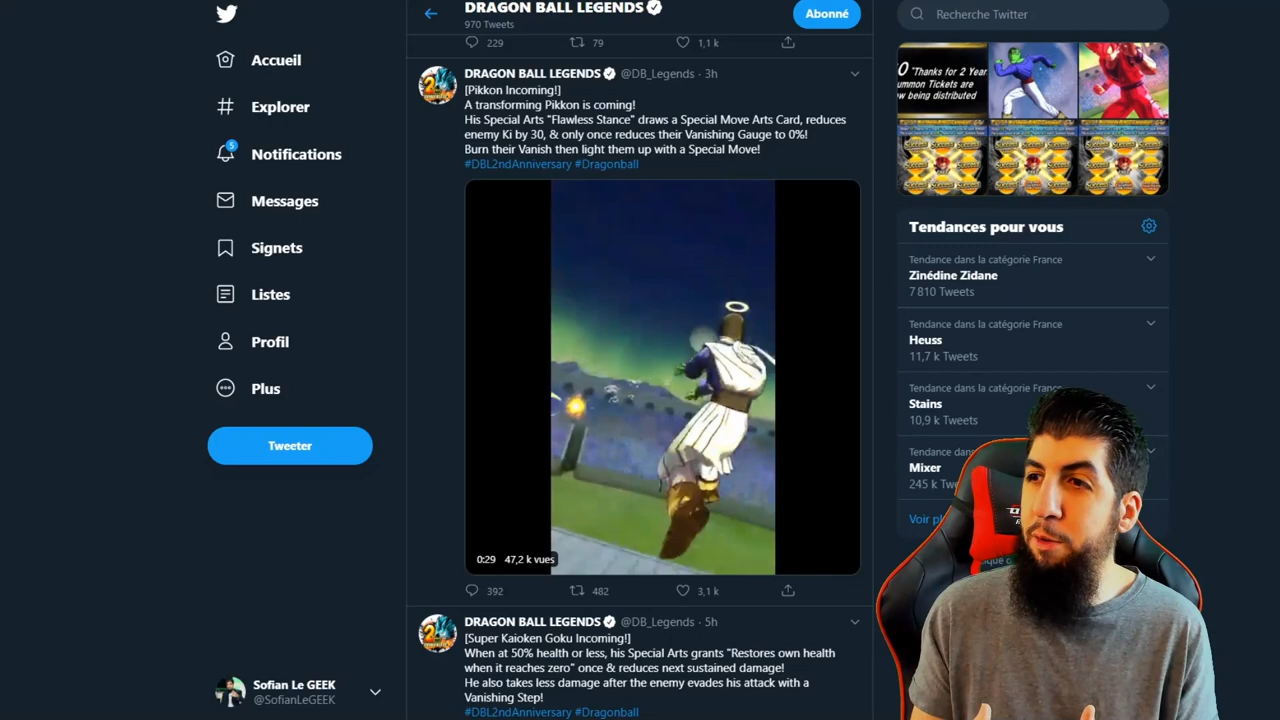 DRAGON BALL LEGENDS
970 Tweets
Abonné
Recherche Twitter
Accueil
Explorer
5
Notifications
Messages
Signets
Listes
Profil
Plus
Tweeter
Sofian Le GEEK
@SofianLeGEEK
229
79
1,1 k
DRAGON BALL LEGENDS @DB_Legends · 3h
[Pikkon Incoming!]
A transforming Pikkon is coming!
His Special Arts "Flawless Stance" draws a Special Move Arts Card, reduces
enemy Ki by 30, & only once reduces their Vanishing Gauge to 0%!
Burn their Vanish then light them up with a Special Move!
#DBL2ndAnniversary #Dragonball
0:29 47,2 k vues
392
482
3,1 k
DRAGON BALL LEGENDS @DB_Legends · 5h
[Super Kaioken Goku Incoming!]
When at 50% health or less, his Special Arts grants "Restores own health
when it reaches zero" once & reduces next sustained damage!
He also takes less damage after the enemy evades his attack with a
Vanishing Step!
#DBL2ndAnniversary #Dragonball
"Thanks for 2 Year
ummon Tickets are
w being distributed
Tendances pour vous
Tendance dans la catégorie France
Zinédine Zidane
7 810 Tweets
Tendance dans la catégorie France
Heuss
11,7 k Tweets
Tendance dans la catégorie France
Stains
10,9 k Tweets
Tendance dans
Mixer
245 k Twe
Voir pl